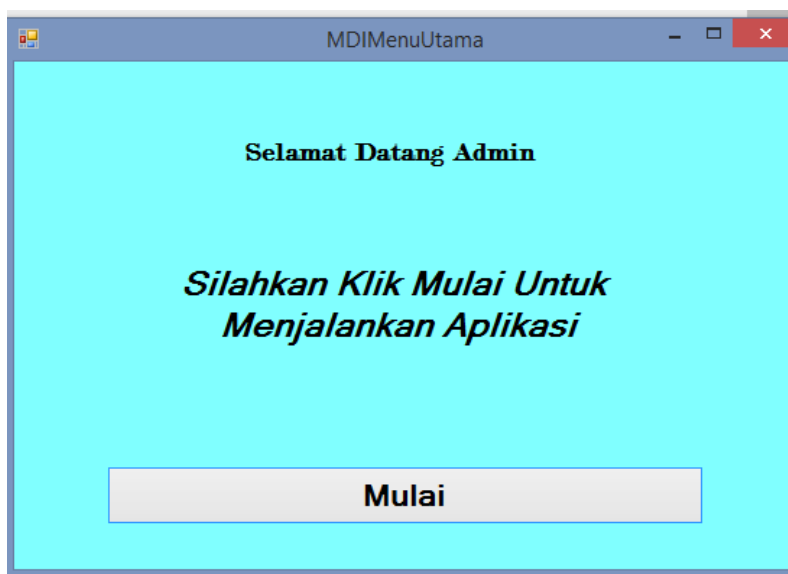 MDIMenuUtama
Selamat Datang Admin
Silahkan Klik Mulai Untuk
Menjalankan Aplikasi
Mulai